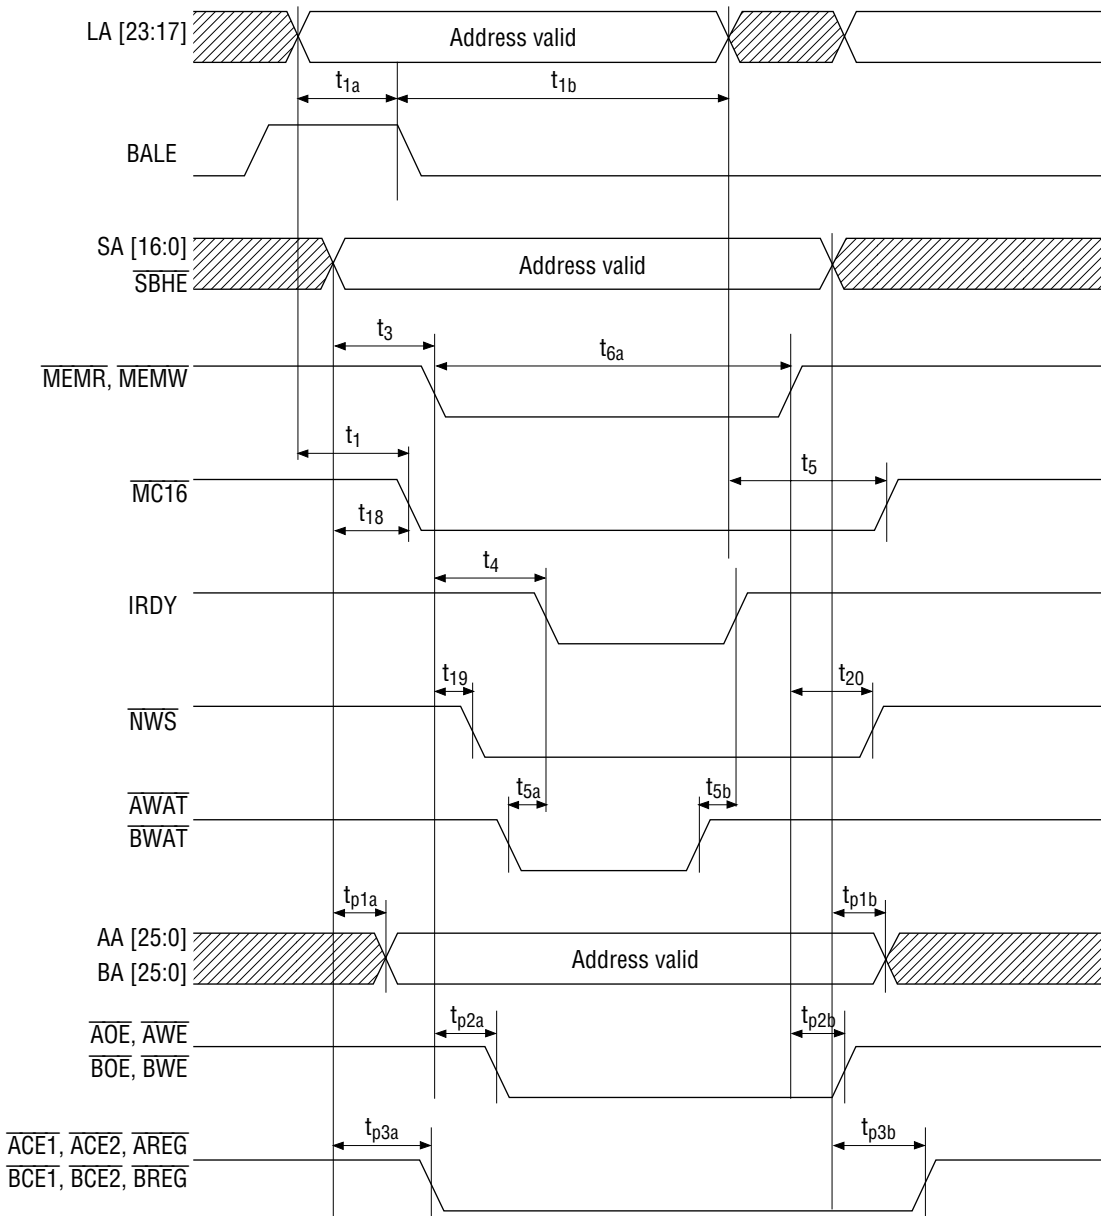 LA [23:17]
Address valid
t1a
t1b
BALE
SA [16:0]
SBHE
Address valid
t3
t6a
MEMR, MEMW
t1
t5
MC16
t18
t4
IRDY
t19
t20
NWS
t5a
t5b
AWAT
BWAT
tp1a
tp1b
AA [25:0]
BA [25:0]
Address valid
tp2a
tp2b
AOE, AWE
BOE, BWE
tp3a
tp3b
ACE1, ACE2, AREG
BCE1, BCE2, BREG